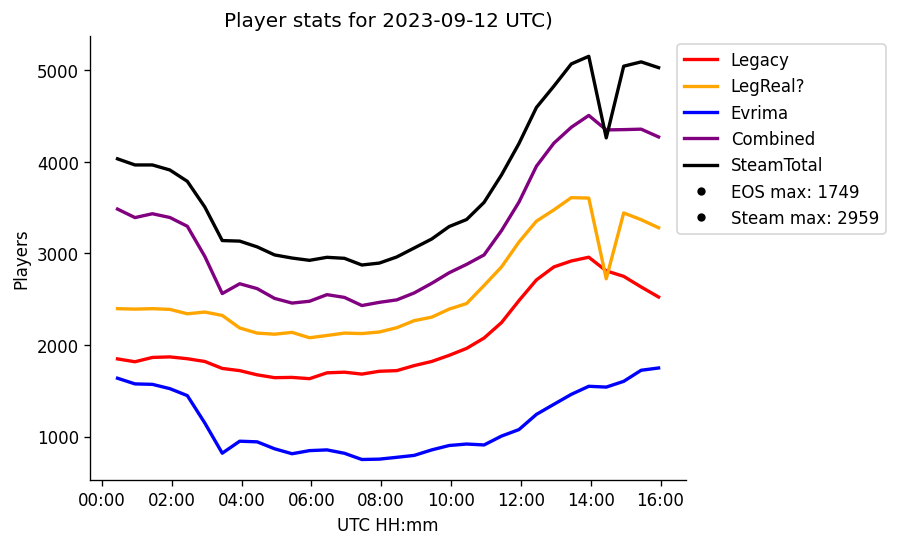 Player stats for 2023-09-12 UTC)
Legacy
LegReal?
Evrima
Combined
SteamTotal
EOS max: 1749
Steam max: 2959
5000
4000
3000
2000
1000
Players
00:00 02:00 04:00 06:00 08:00 10:00 12:00 14:00 16:00
UTC HH:mm